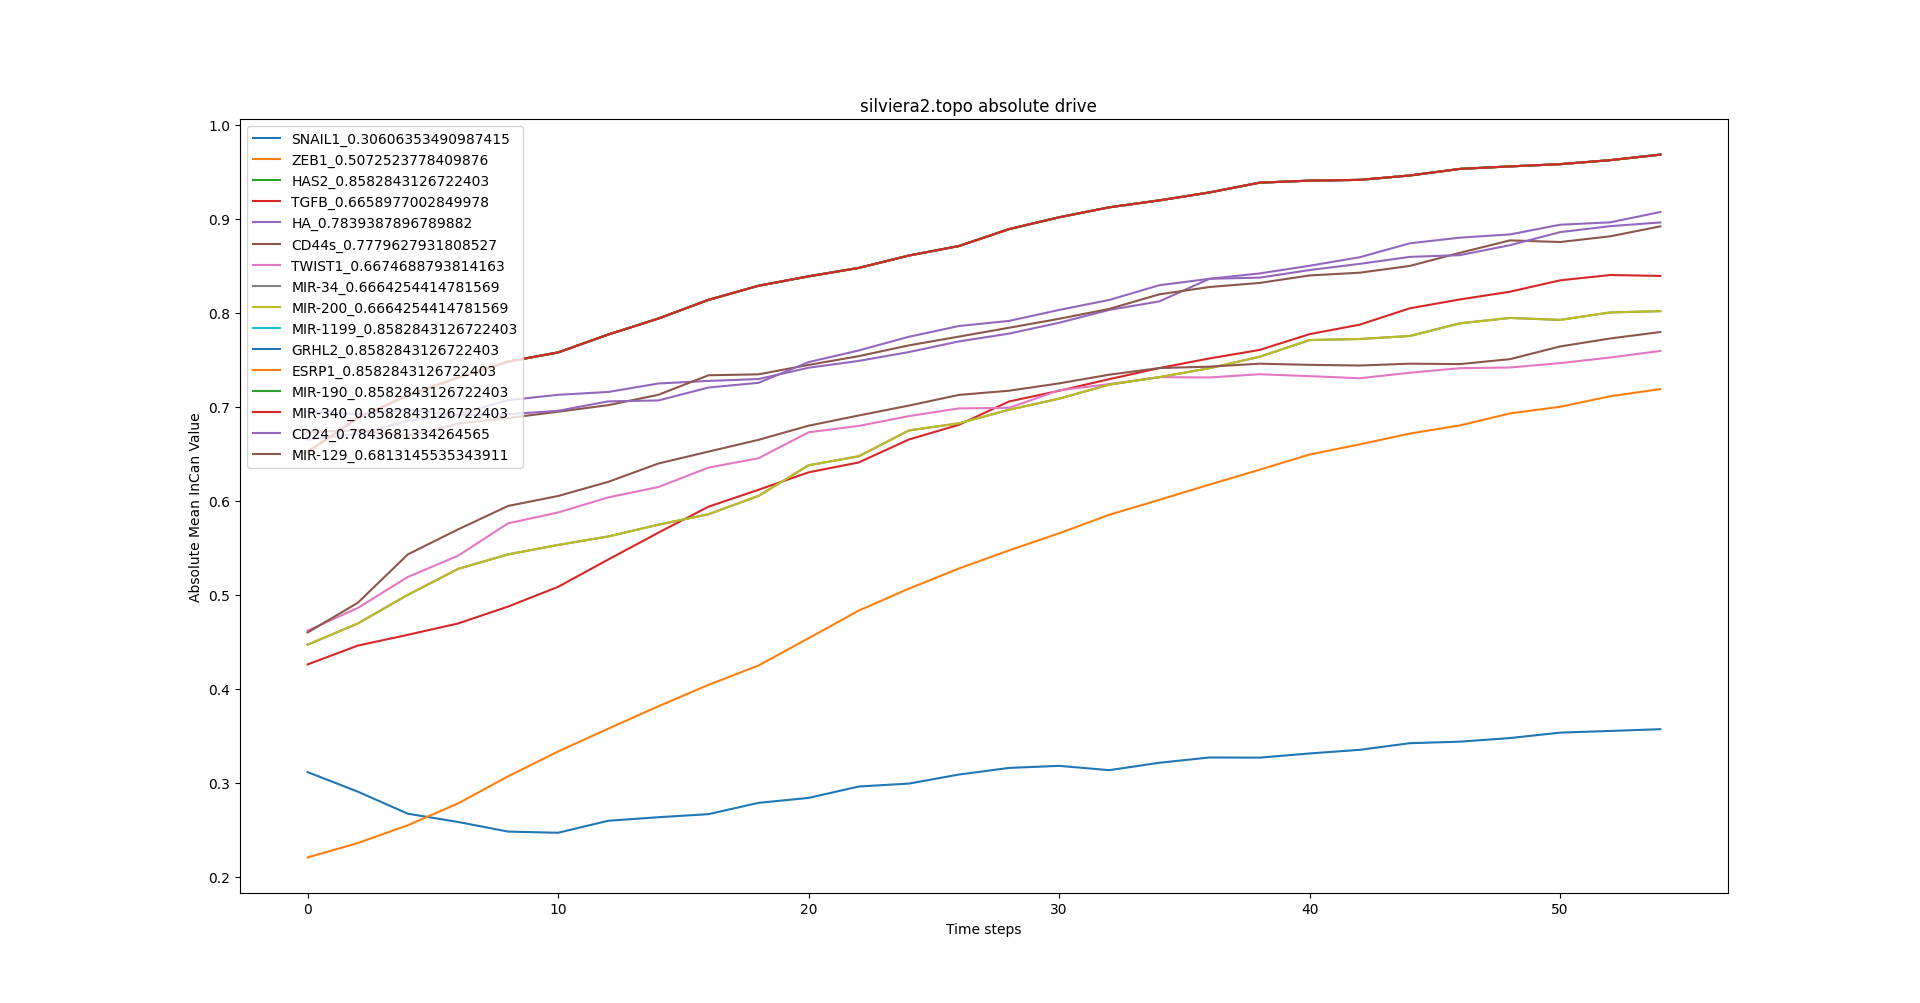 silviera2.topo absolute drive
1.0
0.9
0.8
0.7
0.6
0.5
0.4
0.3
0.2
Absolute Mean InCan Value
SNAIL1_0.30606353490987415
ZEB1_0.5072523778409876
HAS2_0.8582843126722403
TGFB_0.6658977002849978
HA_0.7839387896789882
CD44s_0.7779627931808527
TWIST1_0.6674688793814163
MIR-34_0.6664254414781569
MIR-200_0.6664254414781569
MIR-1199_0.8582843126722403
GRHL2_0.8582843126722403
ESRP1_0.8582843126722403
MIR-190_0.8582843126722403
MIR-340_0.8582843126722403
CD24_0.7843681334264565
MIR-129_0.6813145535343911
0 10 20 30 40 50
Time steps